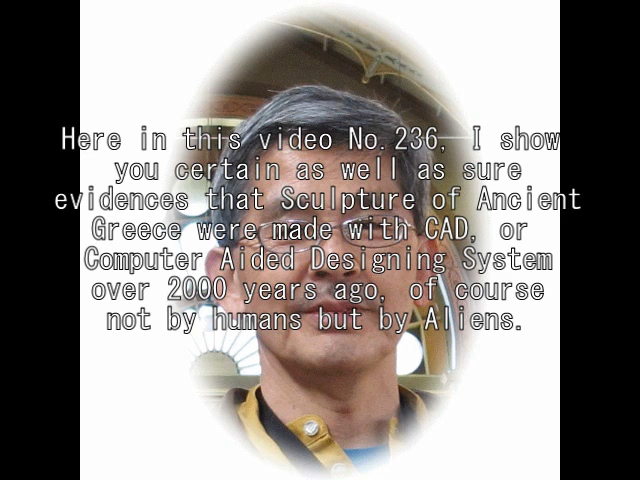 Here in this video No.236, I show
you certain as well as sure
evidences that Sculpture of Ancient
Greece were made with CAD, or
Computer Aided Designing System
over 2000 years ago, of course
not by humans but by Aliens.